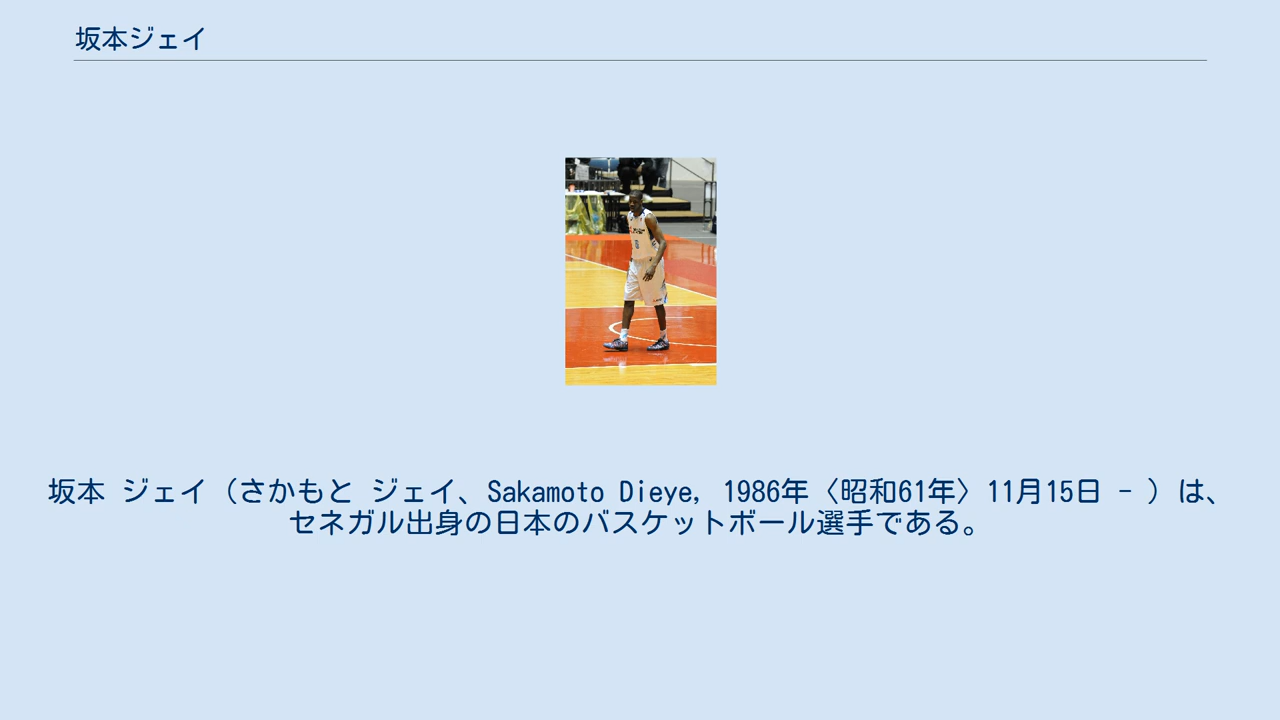 坂本ジェイ
坂本 ジェイ（さかもと ジェイ、Sakamoto Dieye, 1986年〈昭和61年〉11月15日 - ）は、
セネガル出身の日本のバスケットボール選手である。